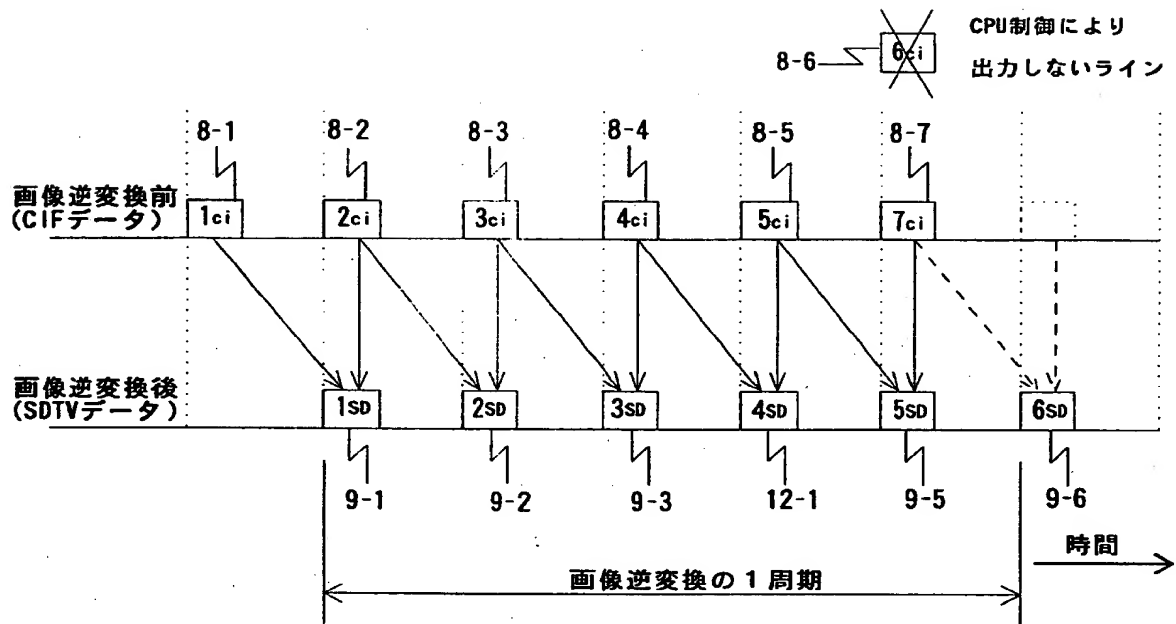 CPU制御により
8-6 6ci 出力しないライン
8-1 8-2 8-3 8-4 8-5 8-7
画像逆変換前
(CIFデータ)
1ci 2ci 3ci 4ci 5ci 7ci
画像逆変換後
(SDTVデータ)
1SD 2SD 3SD 4SD 5SD 6SD
9-1 9-2 9-3 12-1 9-5 9-6
時間
画像逆変換の1周期